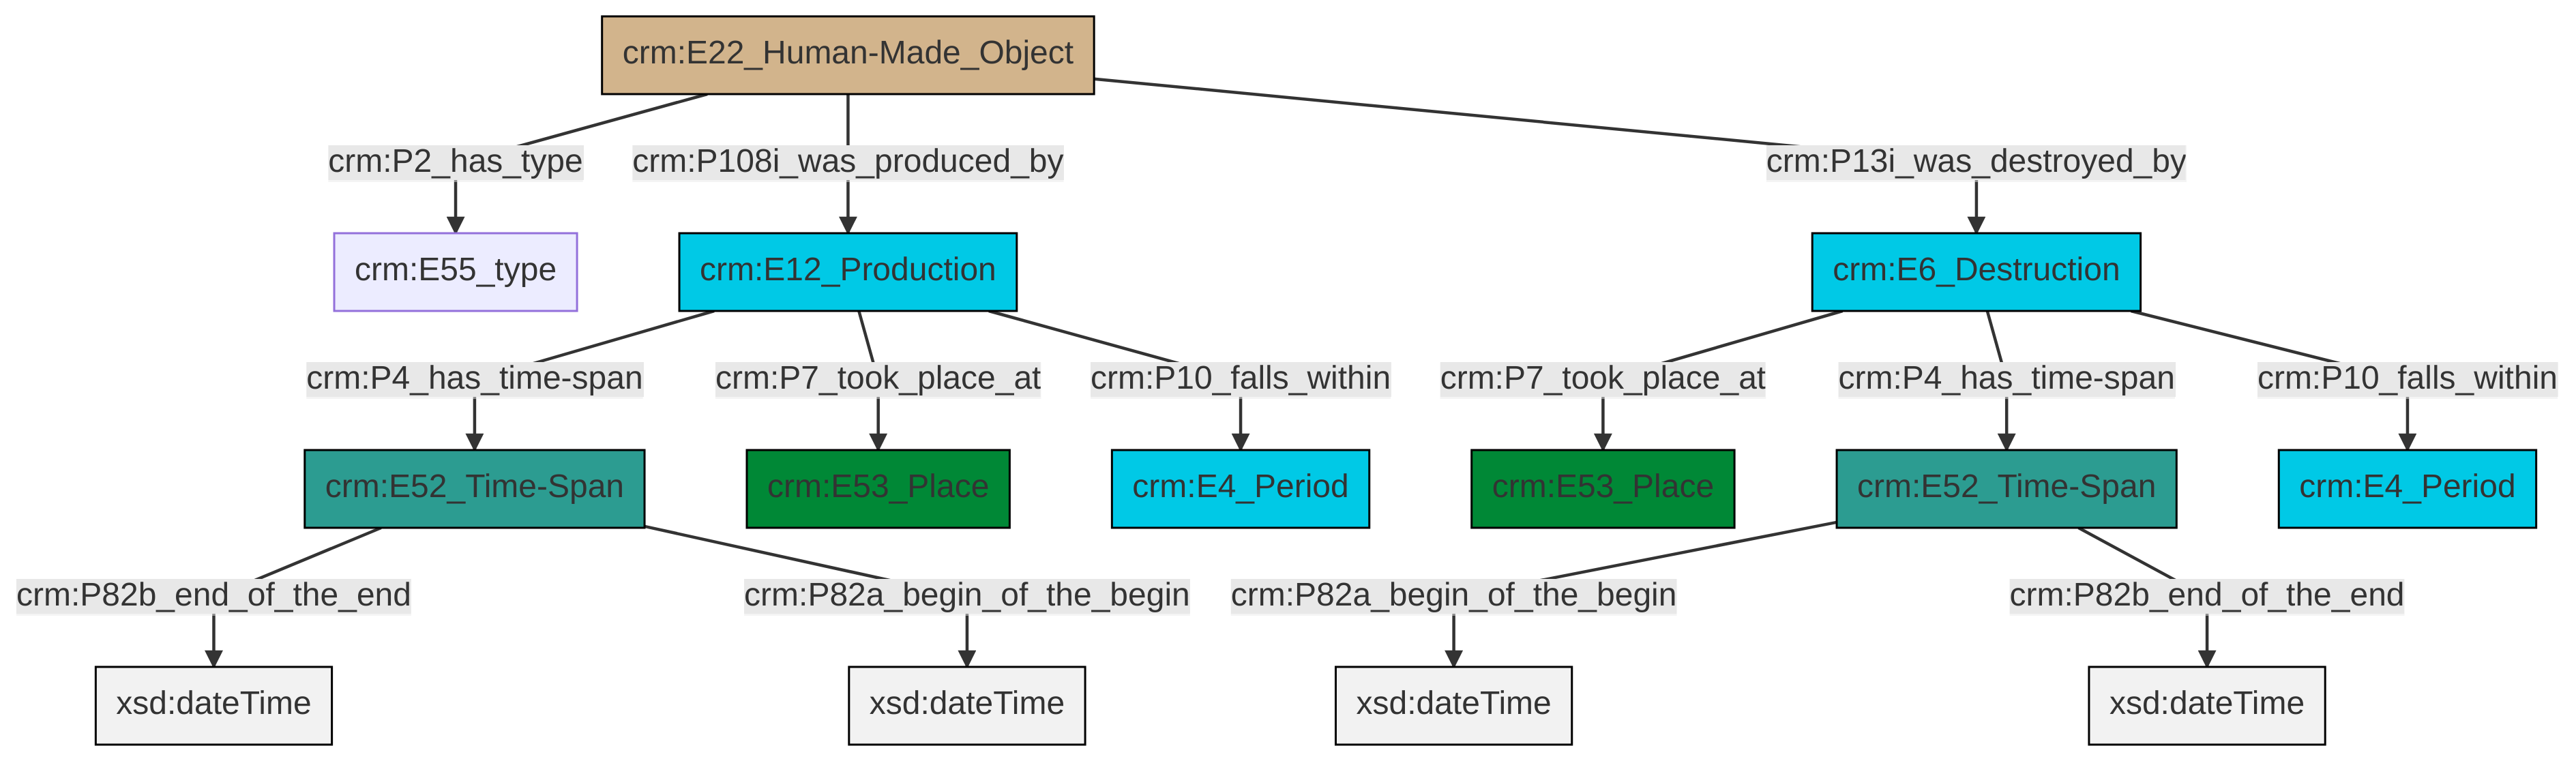 crm:E22_Human-Made_Object
crm:P2_has_type
crm:P108i_was_produced_by
crm:P13i_was_destroyed_by
crm:E55_type
crm:E12_Production
crm:E6_Destruction
crm:P4_has_time-span
crm:P7_took_place_at
crm:P10_falls_within
crm:P7_took_place_at
crm:P4_has_time-span
crm:P10_falls_within
crm:E52_Time-Span
crm:E53_Place
crm:E4_Period
crm:E53_Place
crm:E52_Time-Span
crm:E4_Period
crm:P82b_end_of_the_end
crm:P82a_begin_of_the_begin
crm:P82a_begin_of_the_begin
crm:P82b_end_of_the_end
xsd:dateTime
xsd:dateTime
xsd:dateTime
xsd:dateTime